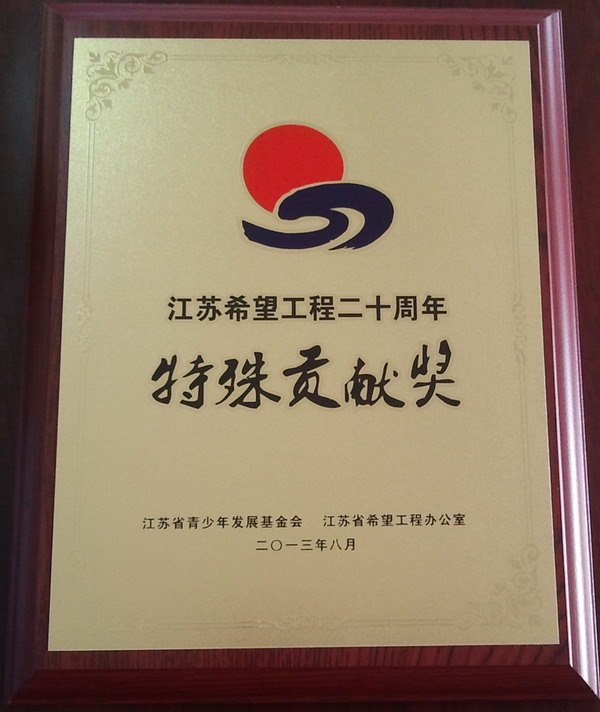 江苏希望工程二十周年
特殊贡献奖
江苏省青少年发展基金会 江苏省希望工程办公室
二〇一三年八月